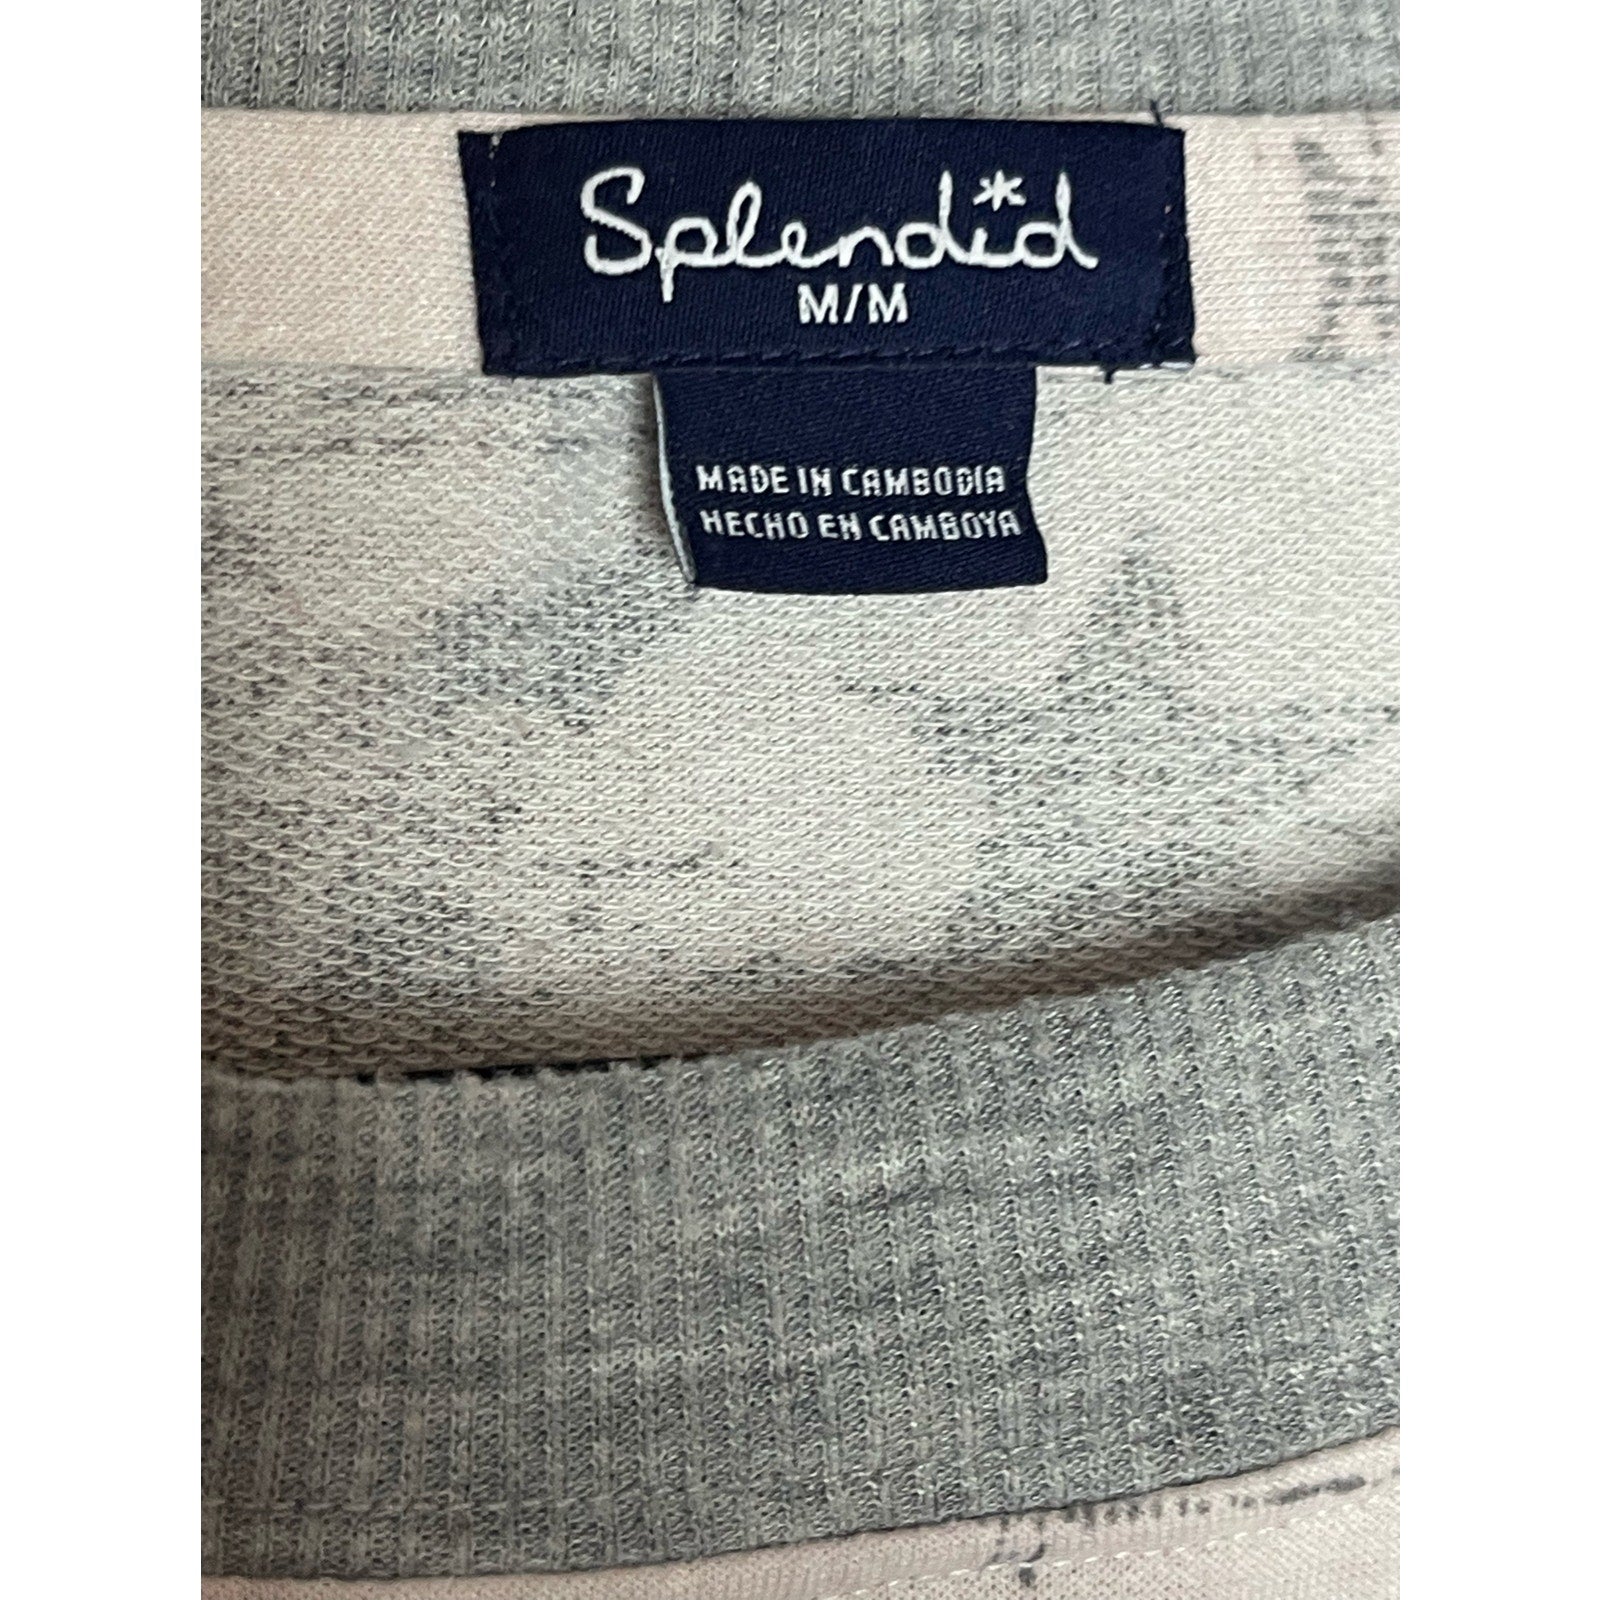 Splendid
M/M
MADE IN CAMBODIA
HECHO EN CAMBOYA